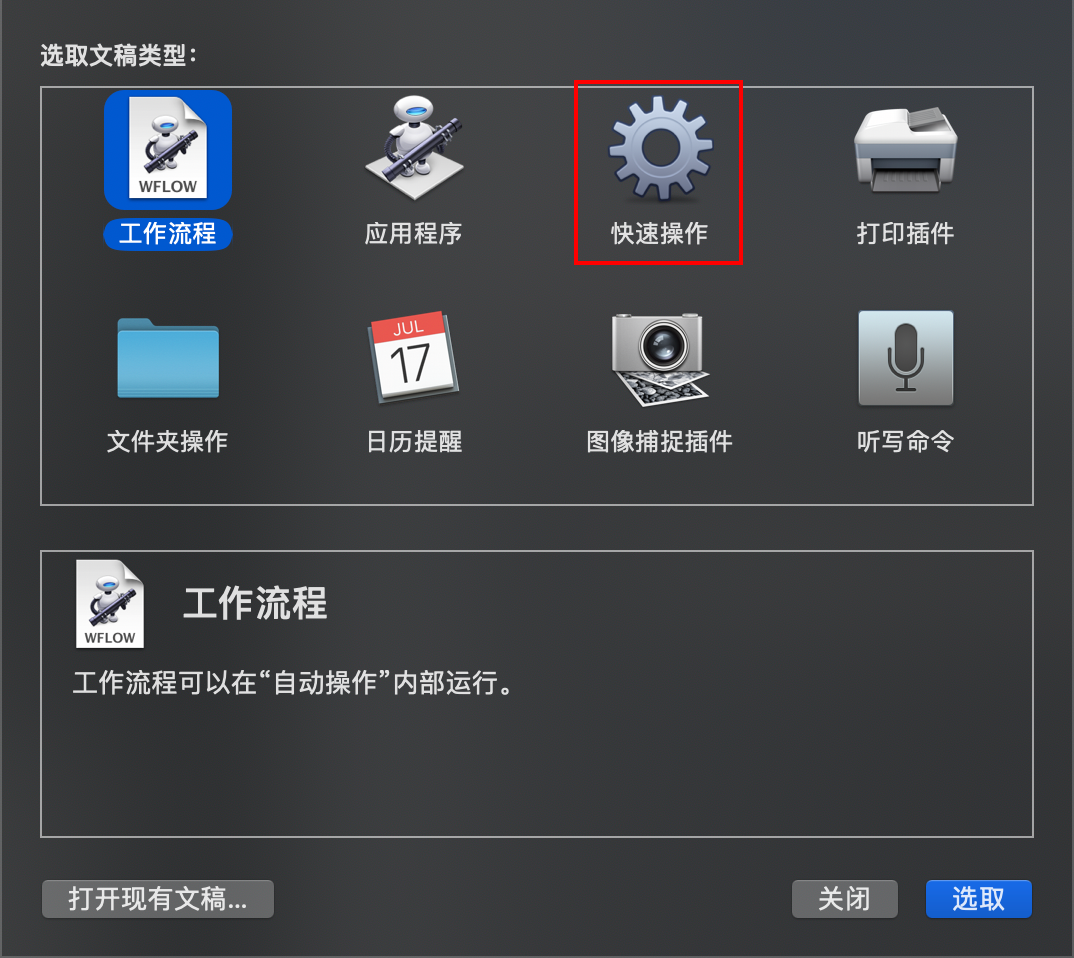 选取文稿类型：
WFLOW
工作流程
应用程序
快速操作
打印插件
文件夹操作
JUL
17
日历提醒
图像捕捉插件
听写命令
WFLOW
工作流程
工作流程可以在“自动操作”内部运行。
打开现有文稿...
关闭
选取